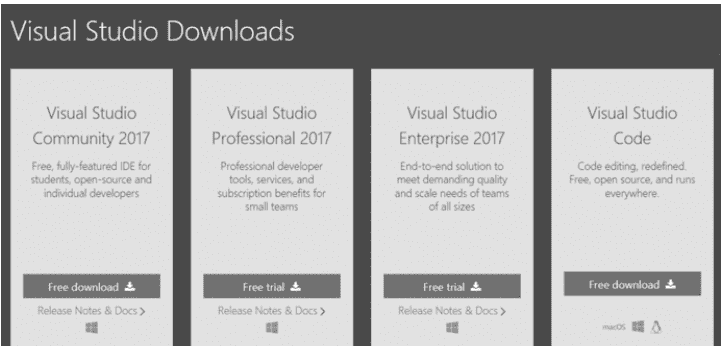 Visual Studio Downloads
Visual Studio
Community 2017
Free, fully-featured IDE for
students, open-source and
individual developers
Free download
Release Notes & Docs
Visual Studio
Professional 2017
Professional developer
tools, services, and
subscription benefits for
small teams
Free trial
Release Notes & Docs
Visual Studio
Enterprise 2017
End-to-end solution to
meet demanding quality
and scale needs of teams
of all sizes
Free trial
Release Notes & Docs
Visual Studio
Code
Code editing, redefined.
Free, open source, and runs
everywhere.
Free download
macOS